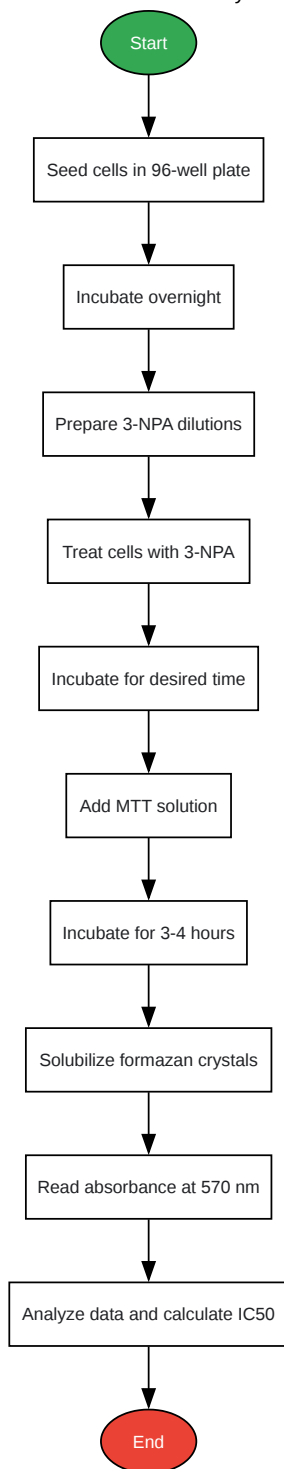 Start
Seed cells in 96-well plate
Incubate overnight
Prepare 3-NPA dilutions
Treat cells with 3-NPA
Incubate for desired time
Add MTT solution
Incubate for 3-4 hours
Solubilize formazan crystals
Read absorbance at 570 nm
Analyze data and calculate IC50
End